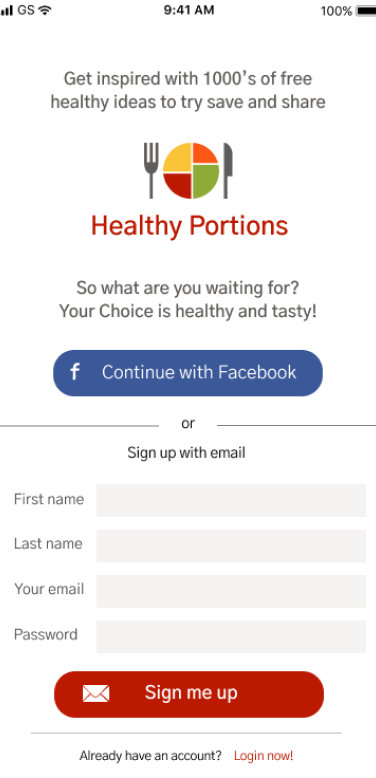 GS 9:41 AM 100%
Get inspired with 1000's of free
healthy ideas to try save and share
Healthy Portions
So what are you waiting for?
Your Choice is healthy and tasty!
f Continue with Facebook
or
Sign up with email
First name
Last name
Your email
Password
Sign me up
Already have an account? Login now!